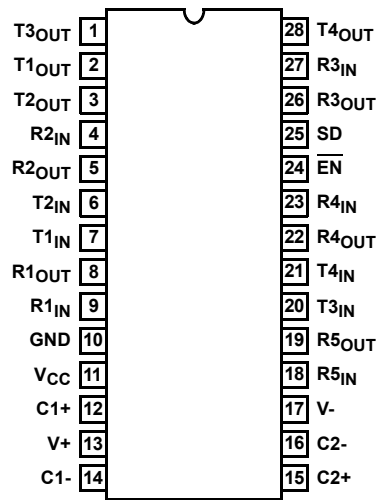 T3OUT 1 28 T4OUT
T1OUT 2 27 R3IN
T2OUT 3 26 R3OUT
R2IN 4 25 SD
R2OUT 5 24 EN
T2IN 6 23 R4IN
T1IN 7 22 R4OUT
R1OUT 8 21 T4IN
R1IN 9 20 T3IN
GND 10 19 R5OUT
VCC 11 18 R5IN
C1+ 12 17 V-
V+ 13 16 C2-
C1- 14 15 C2+